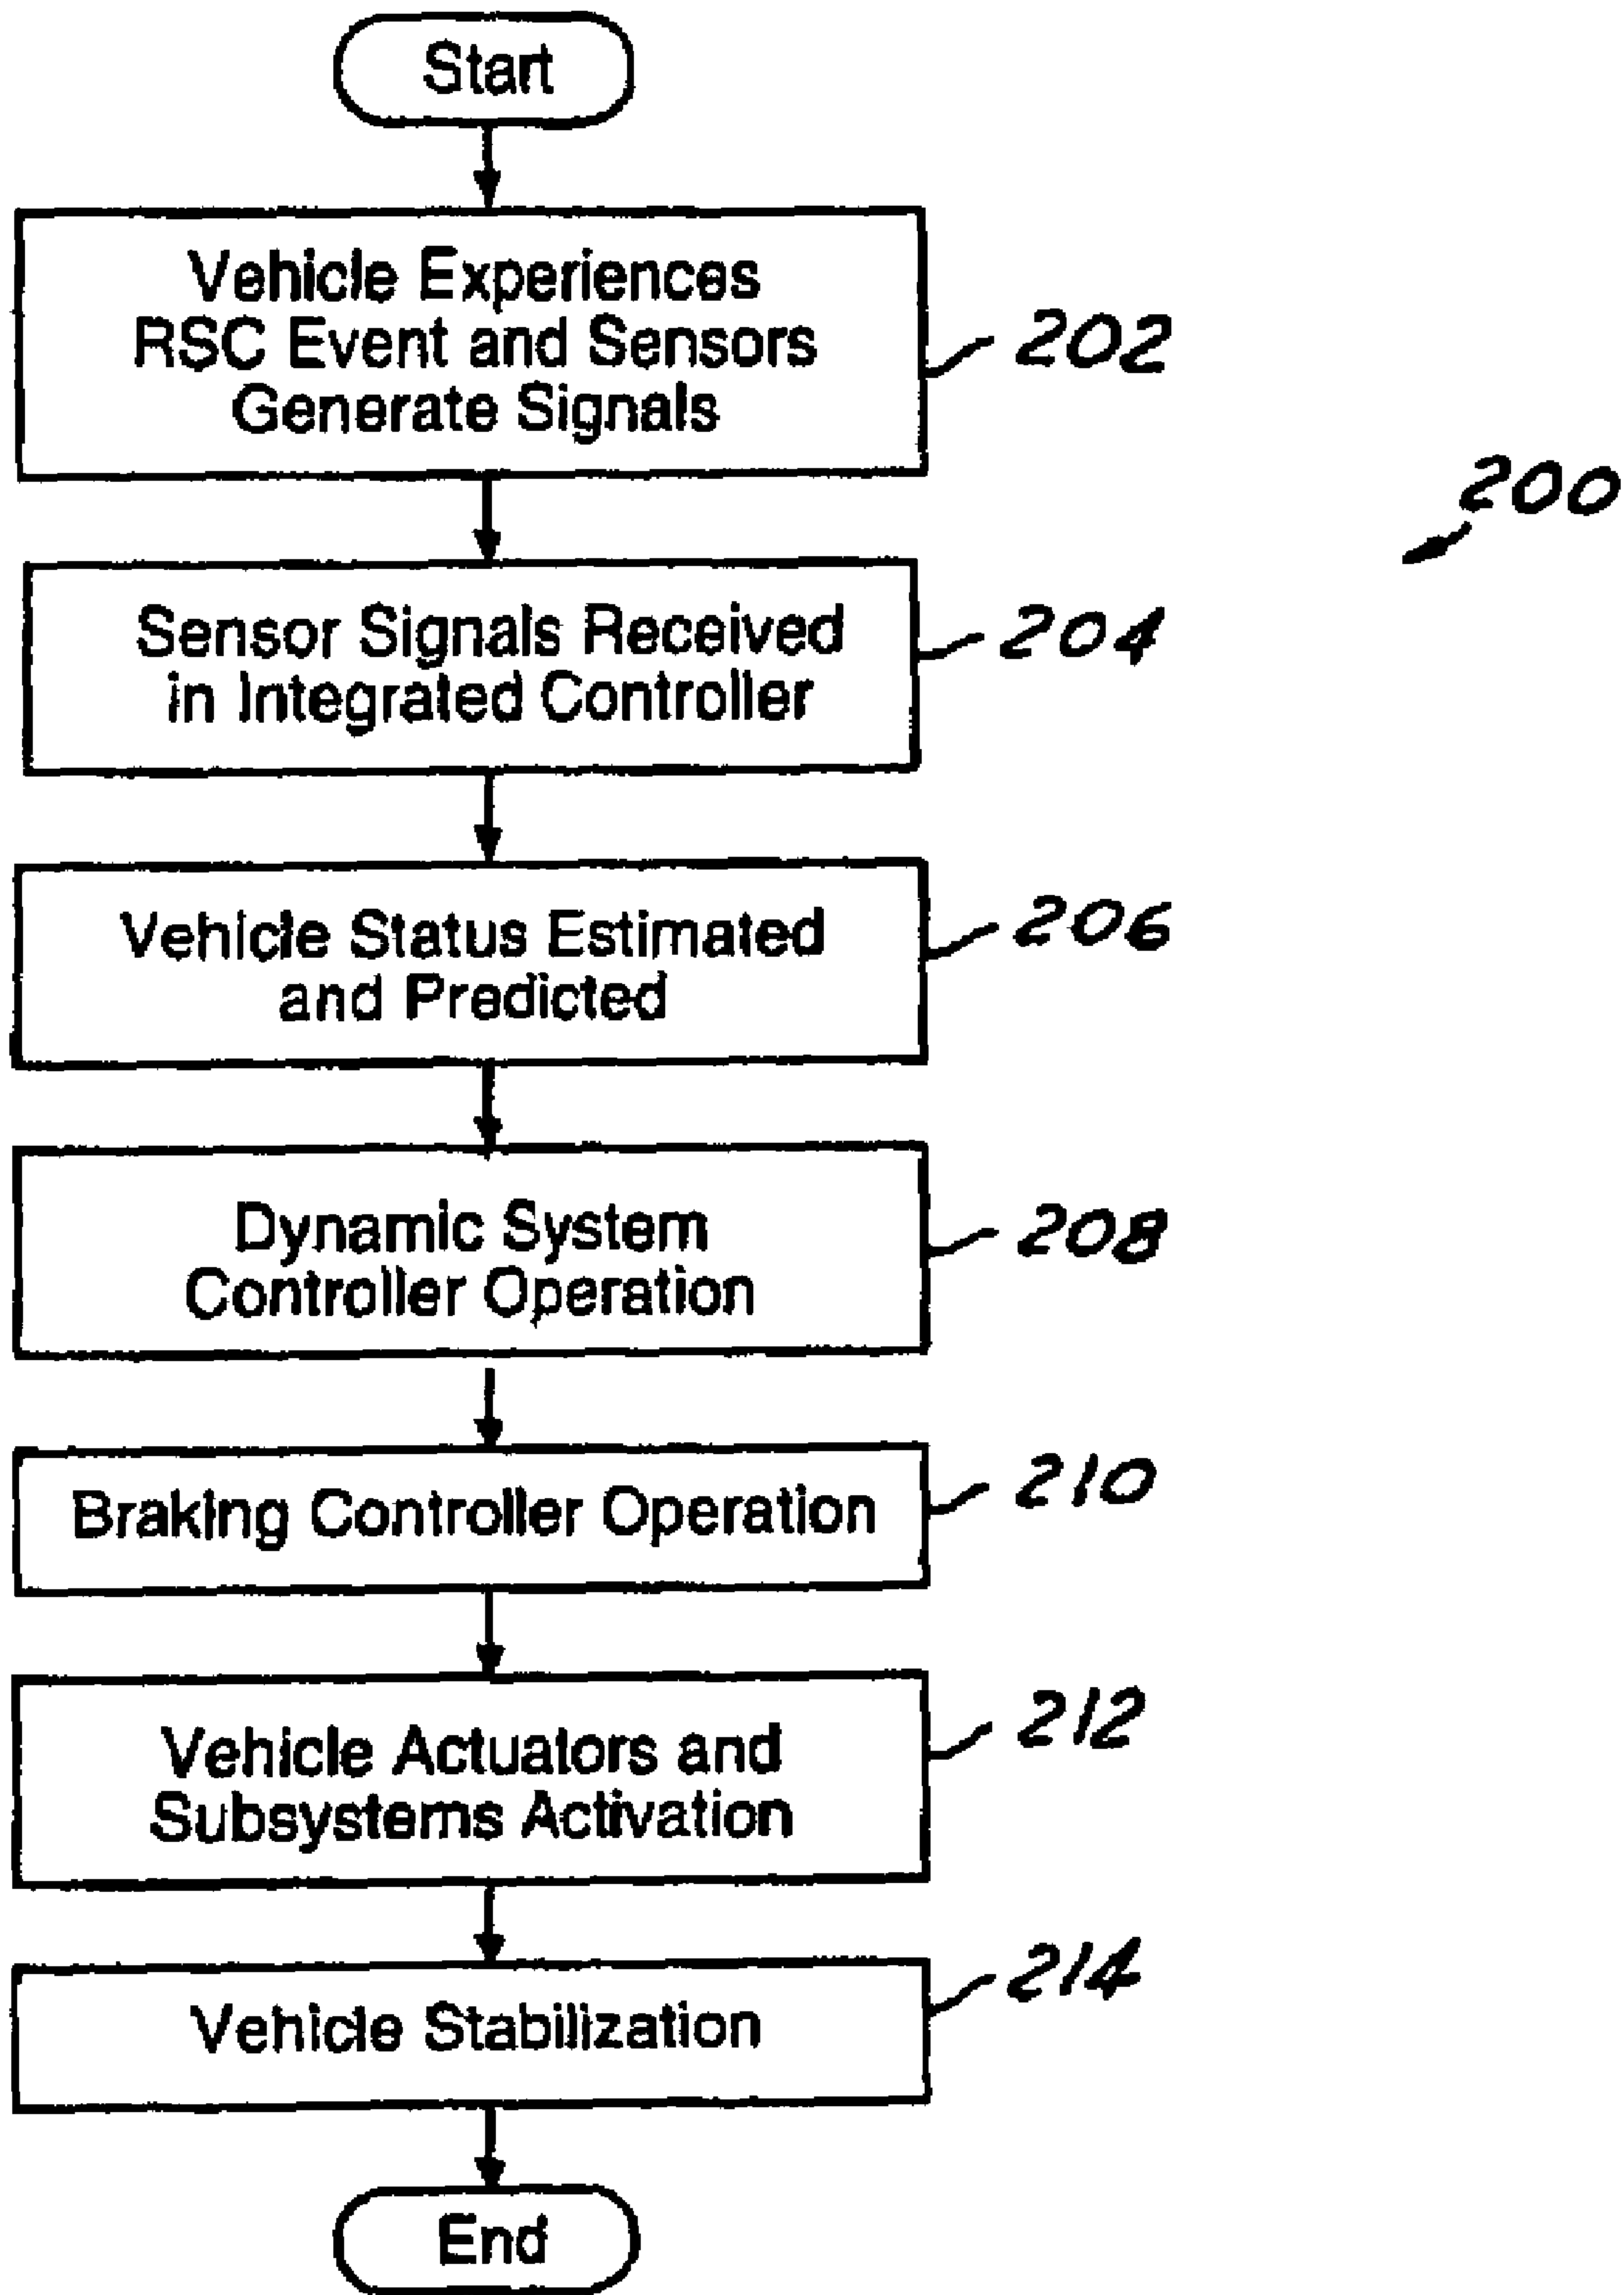 Start
Vehicle Experiences
RSC Event and Sensors
Generate Signals
202
200
Sensor Signals Received
in Integrated Controller
204
Vehicle Status Estimated
and Predicted
206
Dynamic System
Controller Operation
208
Braking Controller Operation
210
Vehicle Actuators and
Subsystems Activation
212
Vehicle Stabilization
214
End